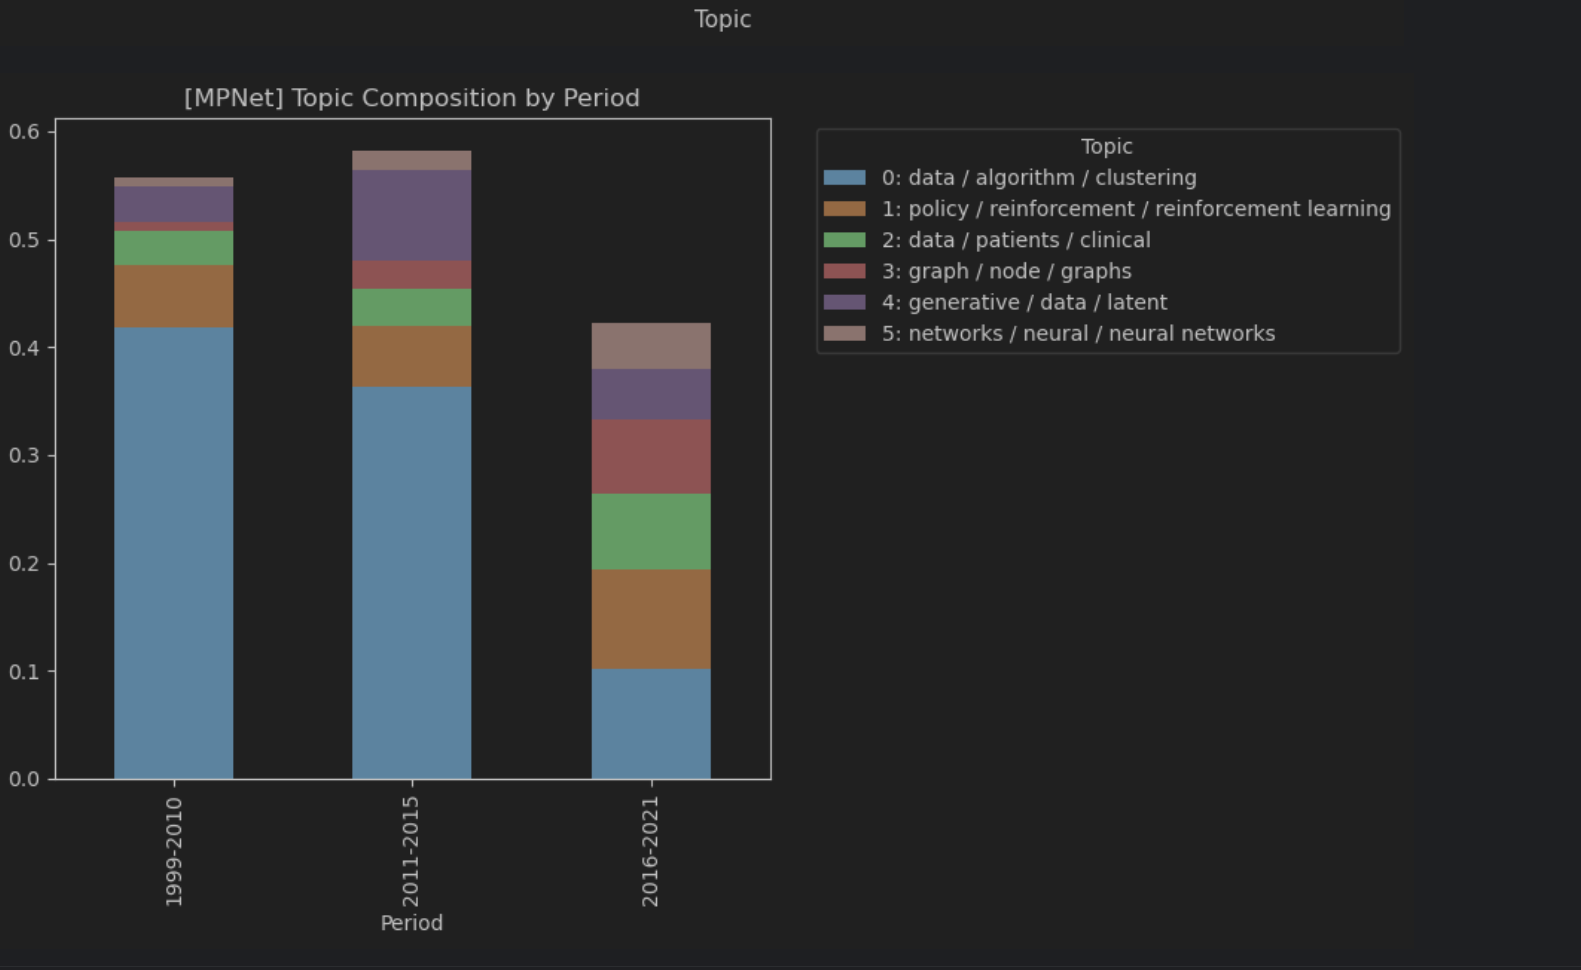 Topic
[MPNet] Topic Composition by Period
0.6
0.5
0.4
0.3
0.2
0.1
0.0
1999-2010
2011-2015
2016-2021
Period
Topic
0: data / algorithm / clustering
1: policy / reinforcement / reinforcement learning
2: data / patients / clinical
3: graph / node / graphs
4: generative / data / latent
5: networks / neural / neural networks